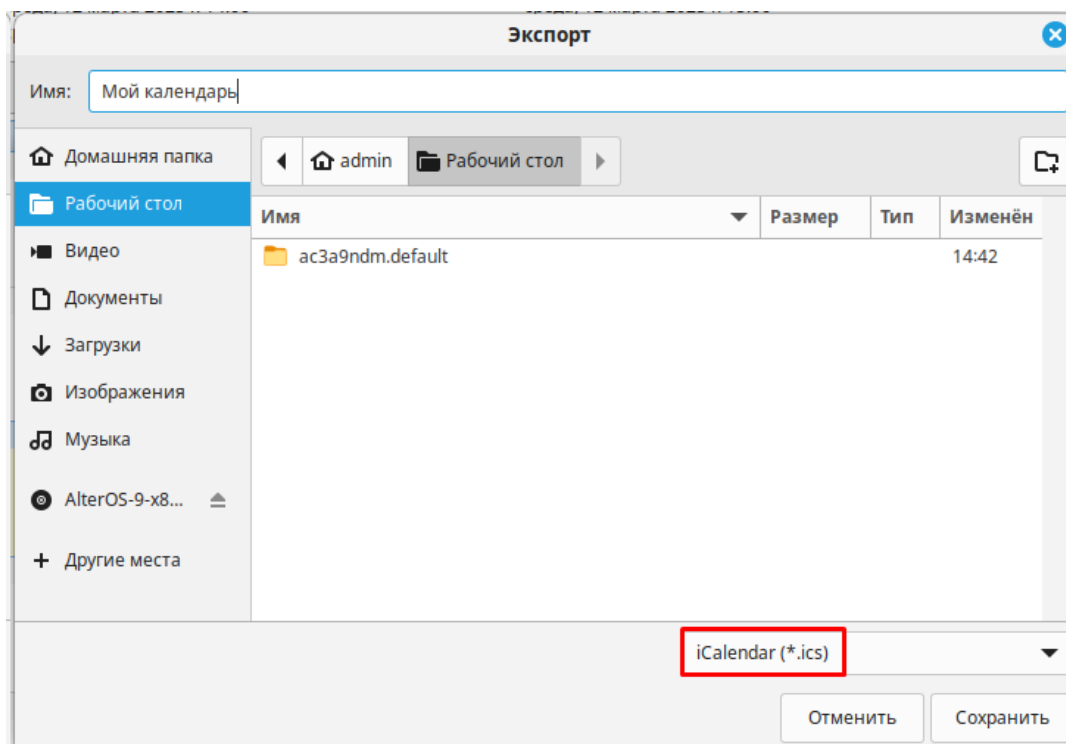 Экспорт
Имя: Мой календарь
Домашняя папка
admin Рабочий стол
Рабочий стол
Имя Размер Тип Изменён
Видео
ac3a9ndm.default 14:42
Документы
Загрузки
Изображения
Музыка
AlterOS-9-x8...
Другие места
iCalendar (*.ics)
Отменить Сохранить